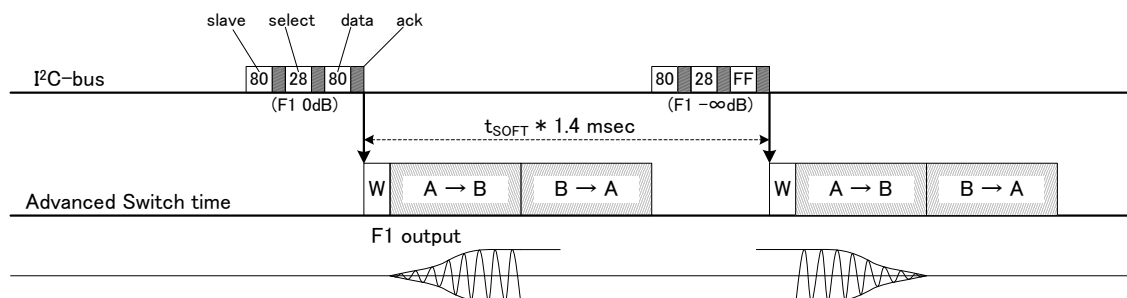 slave select data ack
I²C-bus
80 28 80
80 28 FF
(F1 0dB)
(F1 −∞dB)
tSOFT * 1.4 msec
W A → B B → A
W A → B B → A
Advanced Switch time
F1 output